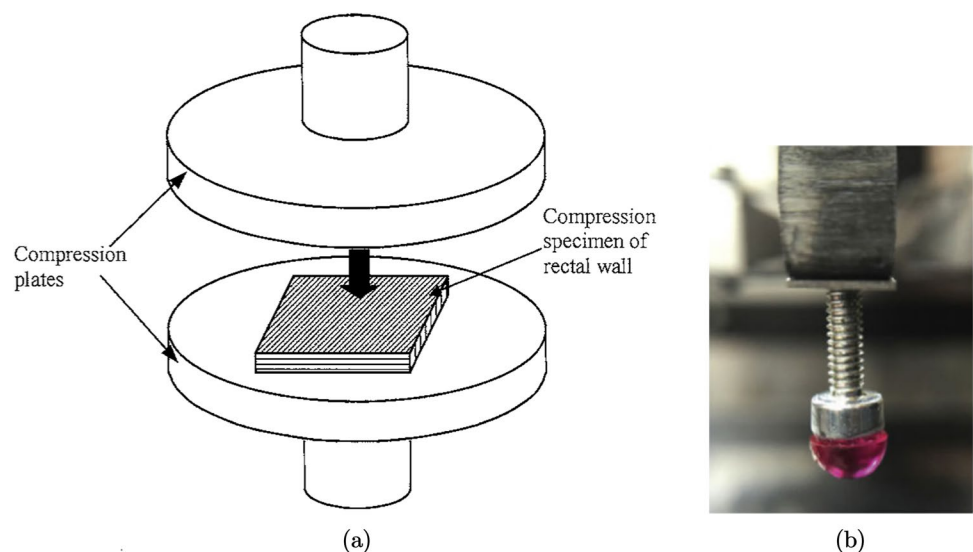 Compression
plates
Compression
specimen of
rectal wall
(a)
(b)